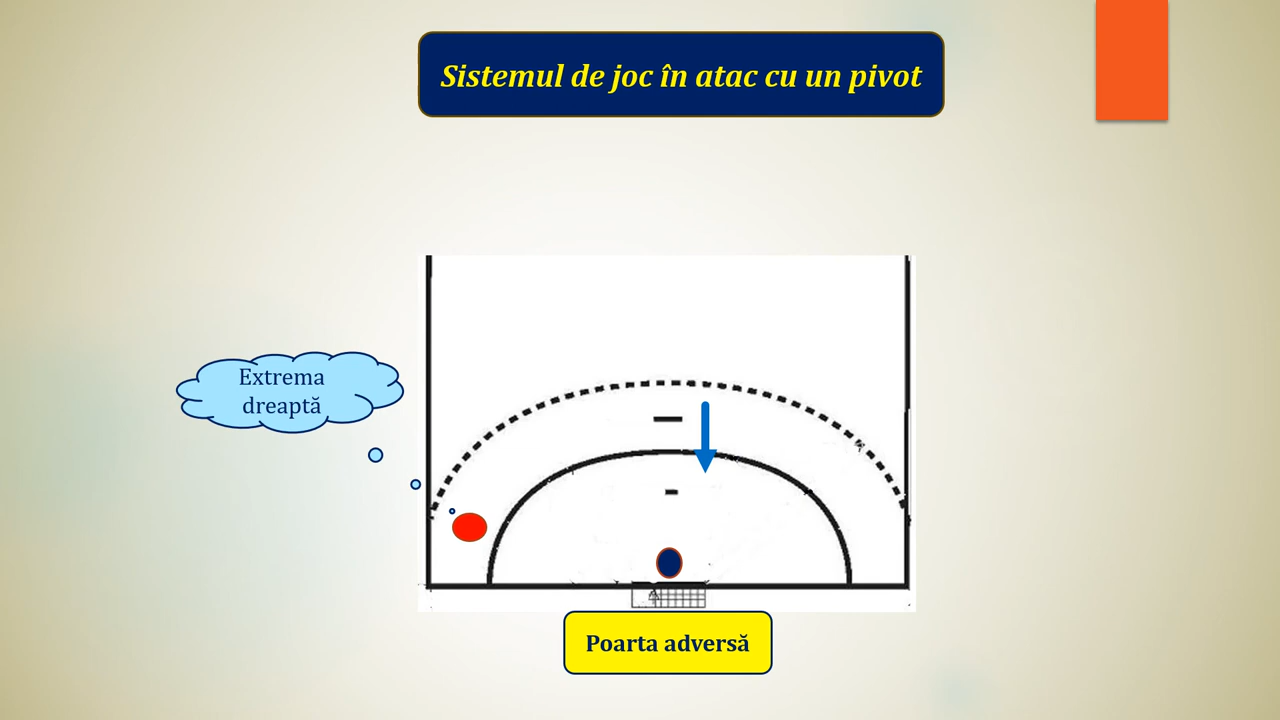 Sistemul de joc în atac cu un pivot
Extrema
dreaptă
Poarta adversă